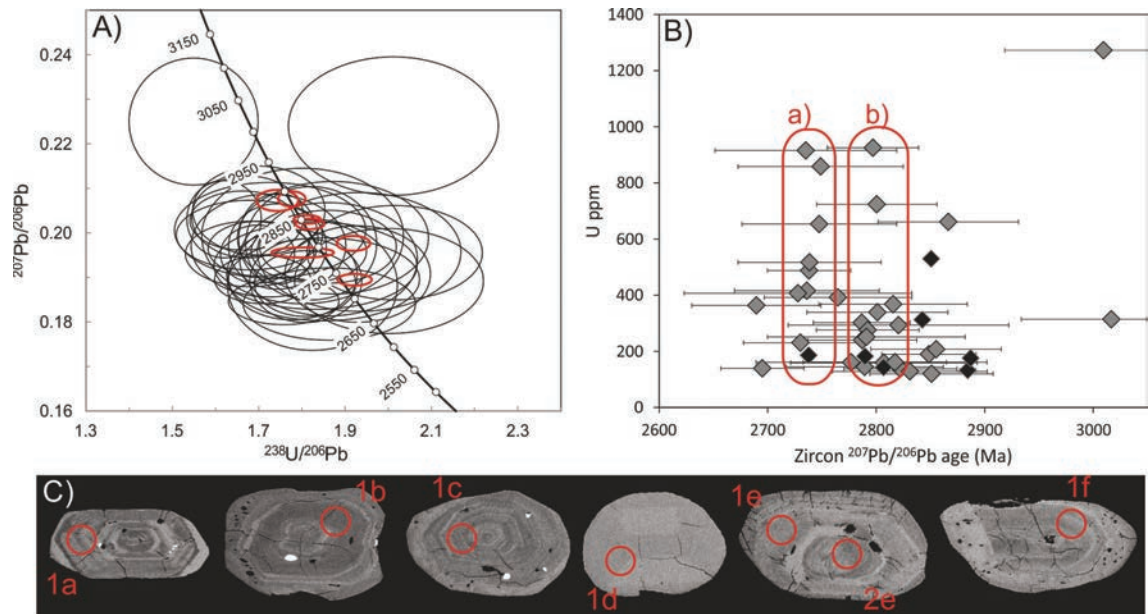 A)
0.24
0.22
0.20
0.18
0.16
²⁰⁷Pb/²⁰⁶Pb
3150
3050
2950
2850
2750
2650
2550
1.3
1.5
1.7
1.9
2.1
2.3
²³⁸U/²⁰⁶Pb
B)
1400
1200
1000
800
600
400
200
0
U ppm
a)
b)
2600
2700
2800
2900
3000
Zircon ²⁰⁷Pb/²⁰⁶Pb age (Ma)
C)
1a
1b
1c
1d
1e
2e
1f